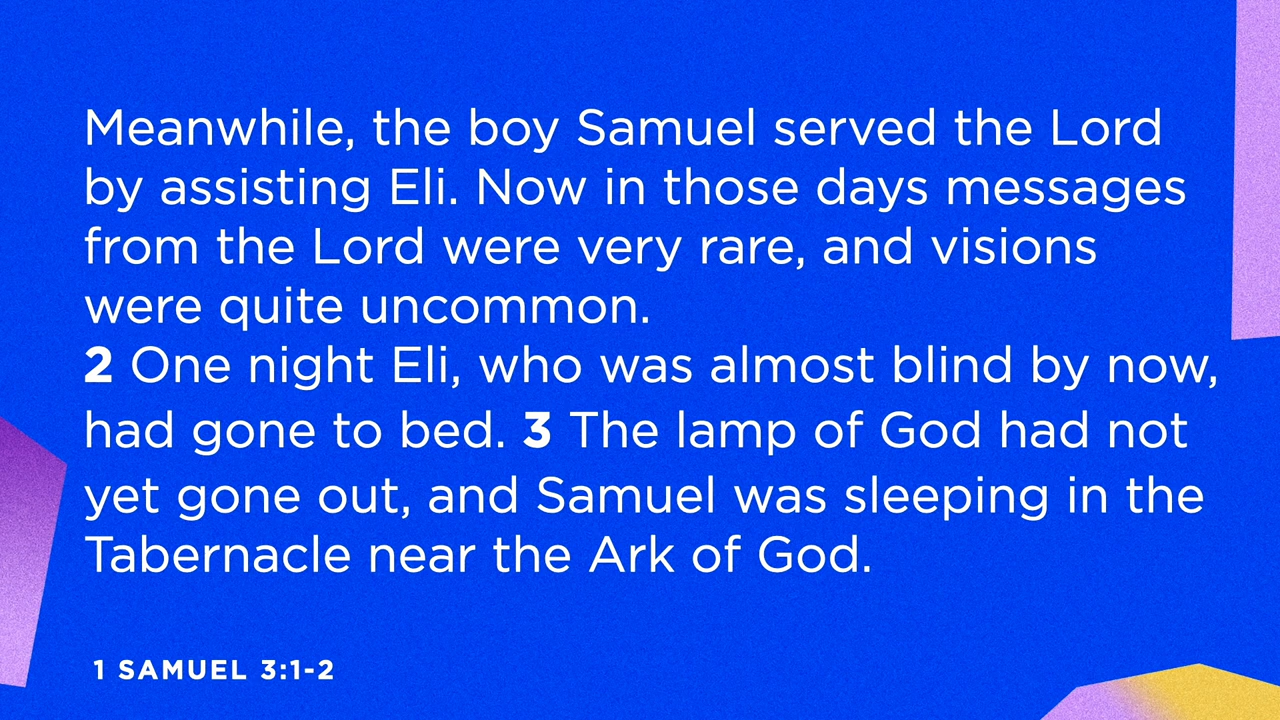 Meanwhile, the boy Samuel served the Lord
by assisting Eli. Now in those days messages
from the Lord were very rare, and visions
were quite uncommon.
2 One night Eli, who was almost blind by now,
had gone to bed. 3 The lamp of God had not
yet gone out, and Samuel was sleeping in the
Tabernacle near the Ark of God.
1 SAMUEL 3:1-2